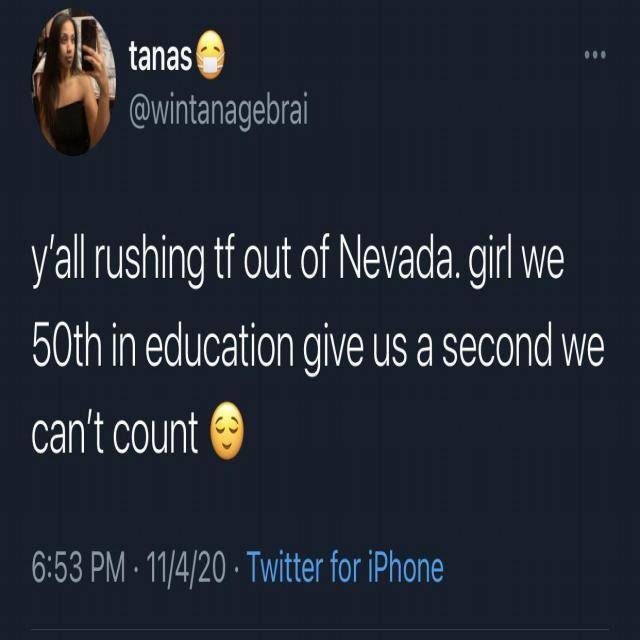 tanas😷
@wintanagebrai
y'all rushing tf out of Nevada. girl we
50th in education give us a second we
can't count 😌
6:53 PM · 11/4/20 · Twitter for iPhone